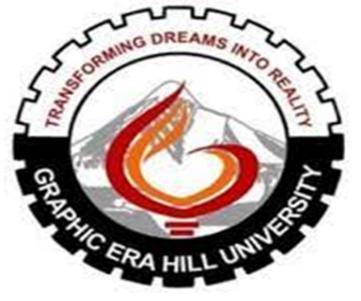 TRANSFORMING DREAMS INTO REALITY
GRAPHIC ERA HILL UNIVERSITY